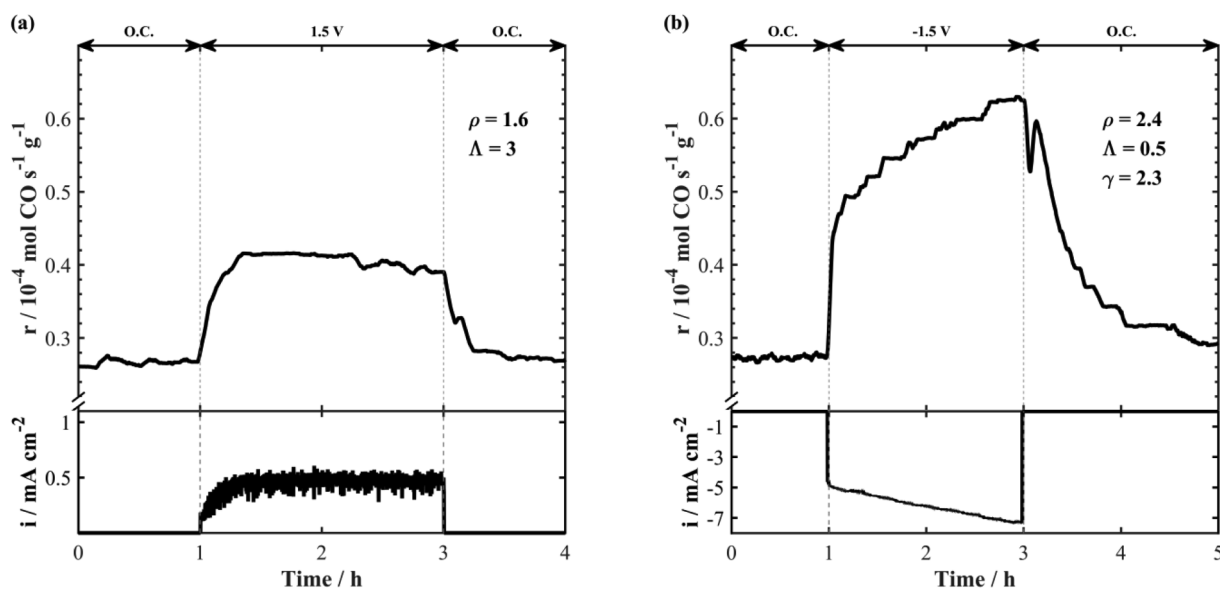 (a)
O.C. 1.5 V O.C.
ρ = 1.6
Λ = 3
0.6
0.5
0.4
0.3
r / 10⁻⁴ mol CO s⁻¹ g⁻¹
1
0.5
i / mA cm⁻²
0 1 2 3 4
Time / h
(b)
O.C. -1.5 V O.C.
ρ = 2.4
Λ = 0.5
γ = 2.3
0.6
0.5
0.4
0.3
r / 10⁻⁴ mol CO s⁻¹ g⁻¹
-1
-3
-5
-7
i / mA cm⁻²
0 1 2 3 4 5
Time / h